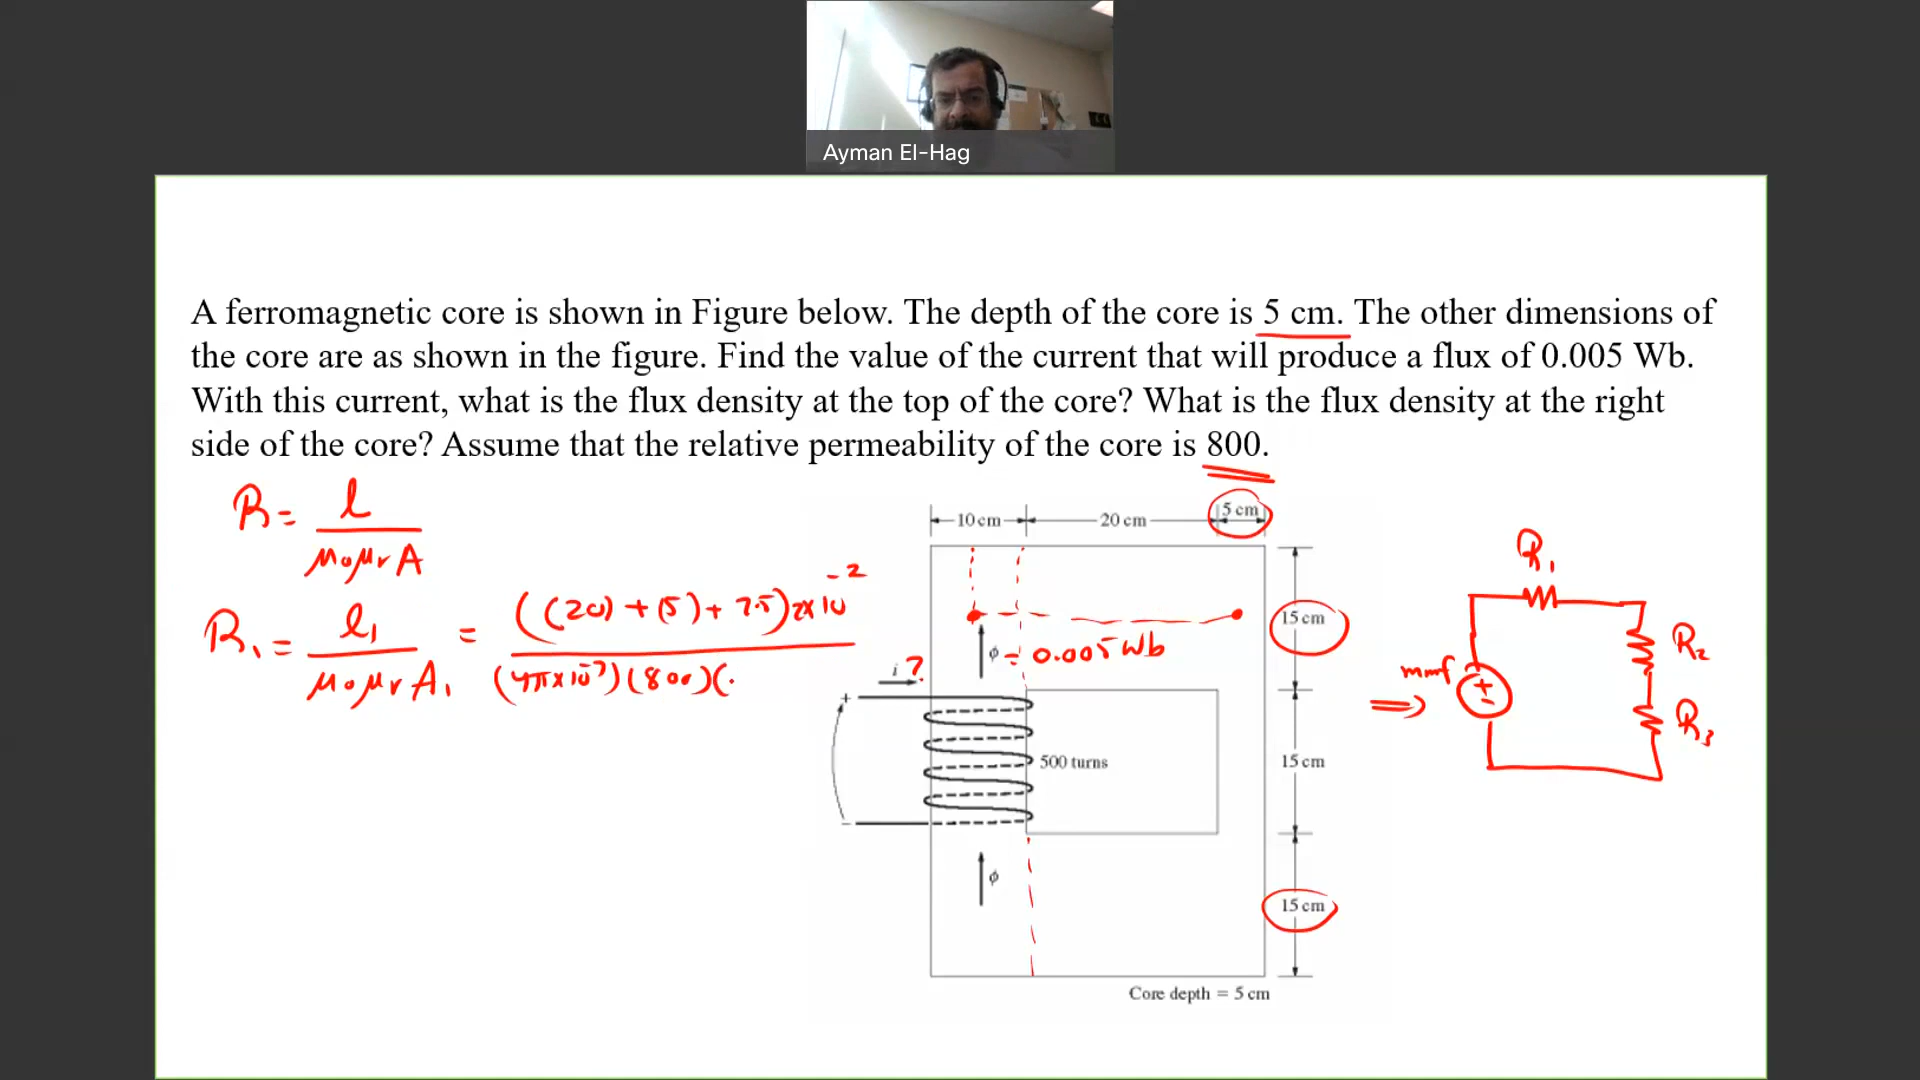 Ayman El-Hag
A ferromagnetic core is shown in Figure below. The depth of the core is 5 cm. The other dimensions of
the core are as shown in the figure. Find the value of the current that will produce a flux of 0.005 Wb.
With this current, what is the flux density at the top of the core? What is the flux density at the right
side of the core? Assume that the relative permeability of the core is 800.
R = l / μ₀μᵣA
R₁ = l₁ / μ₀μᵣA₁ = ((20) + (5) + 7.5) 2×10⁻² / (4π×10⁻⁷)(800)(.
10 cm
20 cm
5 cm
15 cm
ϕ = 0.005 Wb
i ?
+
500 turns
15 cm
−
ϕ
15 cm
Core depth = 5 cm
R₁
R₂
mmf
+
−
⇒
R₃